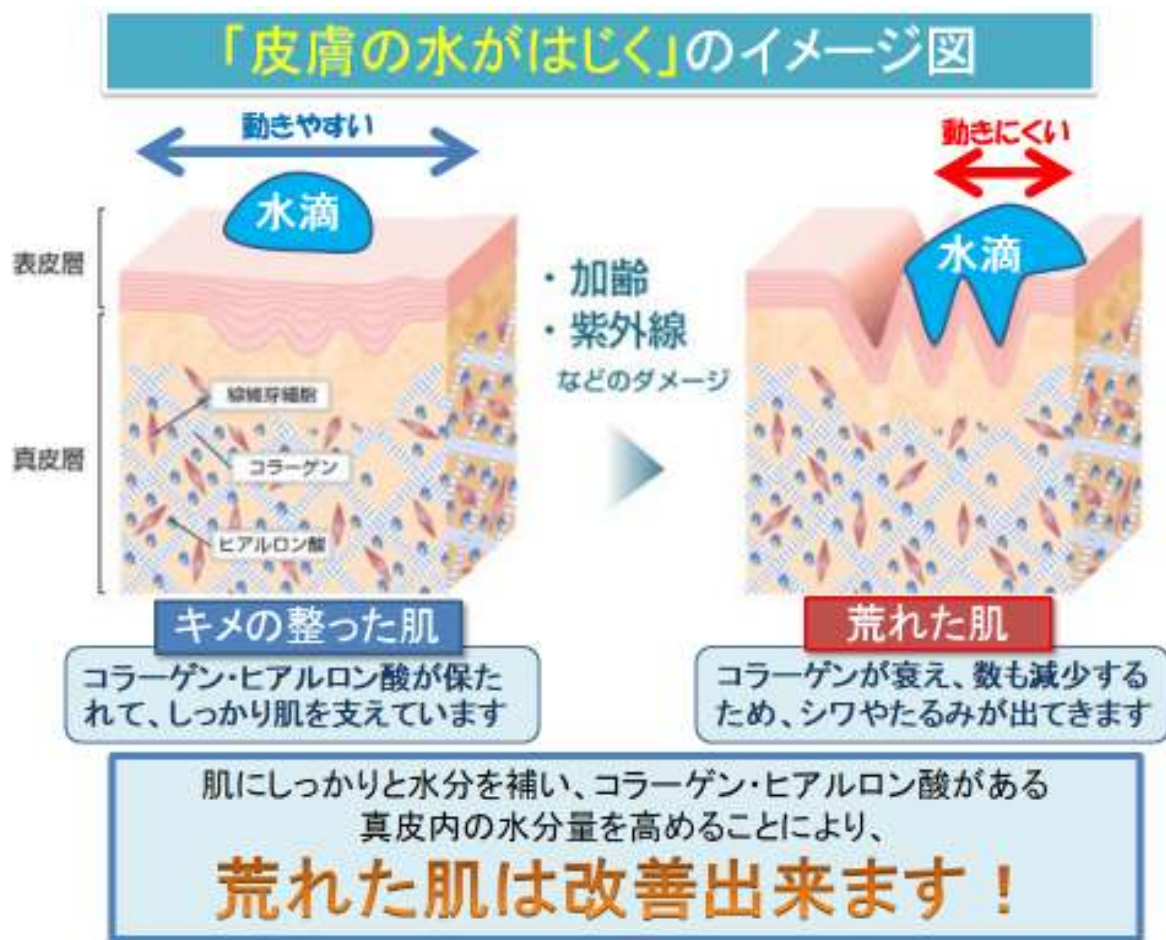 「皮膚の水がはじく」のイメージ図
動きやすい
動きにくい
水滴
水滴
表皮層
・加齢
・紫外線
などのダメージ
線維芽細胞
コラーゲン
真皮層
ヒアルロン酸
キメの整った肌
荒れた肌
コラーゲン・ヒアルロン酸が保た
れて、しっかり肌を支えています
コラーゲンが衰え、数も減少する
ため、シワやたるみが出てきます
肌にしっかりと水分を補い、コラーゲン・ヒアルロン酸がある
真皮内の水分量を高めることにより、
荒れた肌は改善出来ます！